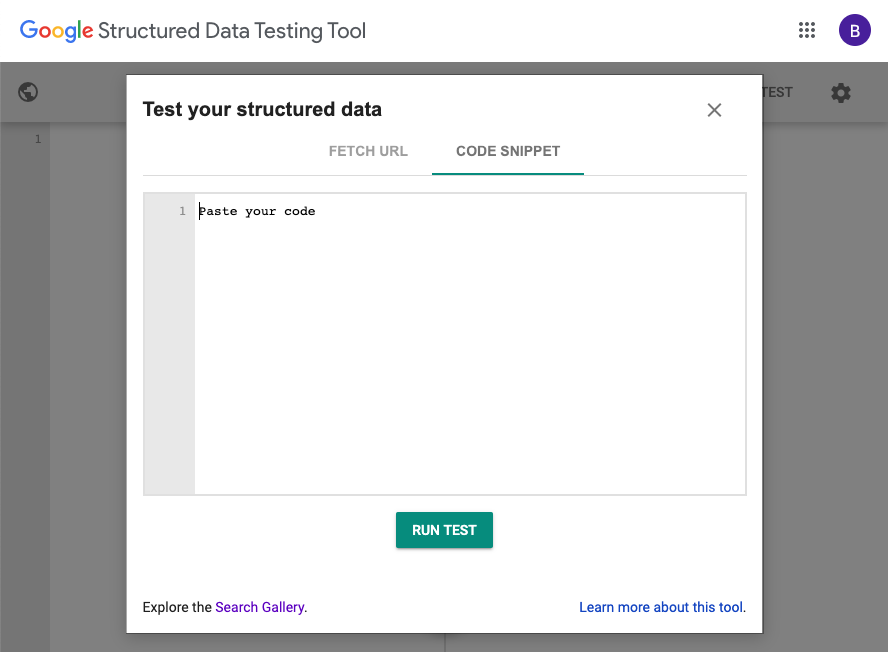 Google Structured Data Testing Tool
B
TEST
1
Test your structured data
FETCH URL
CODE SNIPPET
1
Paste your code
RUN TEST
Explore the Search Gallery.
Learn more about this tool.